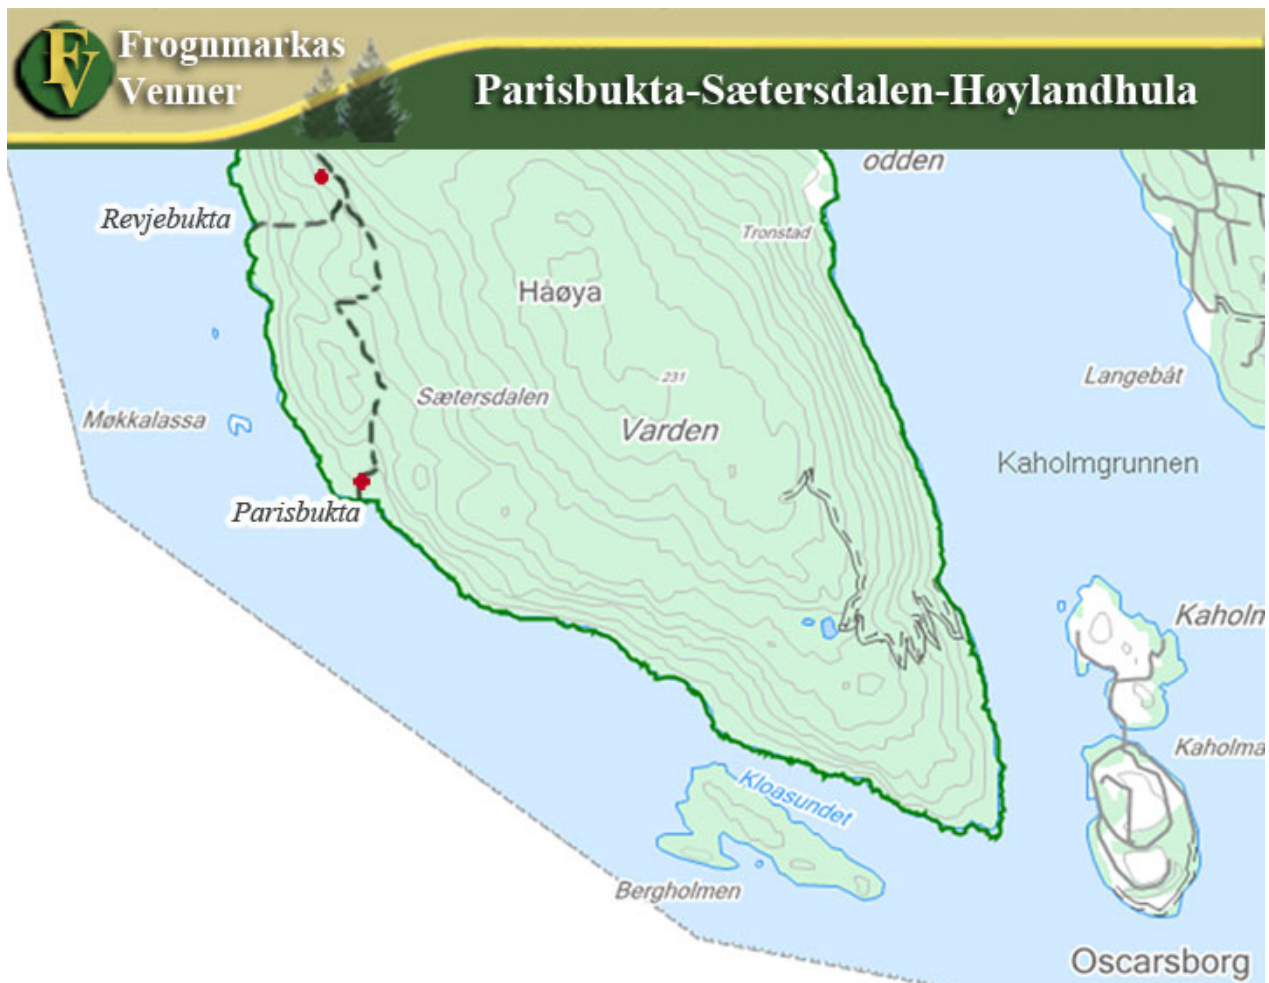 FV
Frognmarkas
Venner
Parisbukta-Sætersdalen-Høylandhula
odden
Revjebukta
Tronstad
Håøya
231
Langebåt
Sætersdalen
Møkkalassa
Varden
Kaholmgrunnen
Parisbukta
Kaholm
Kaholma
Kloasundet
Bergholmen
Oscarsborg